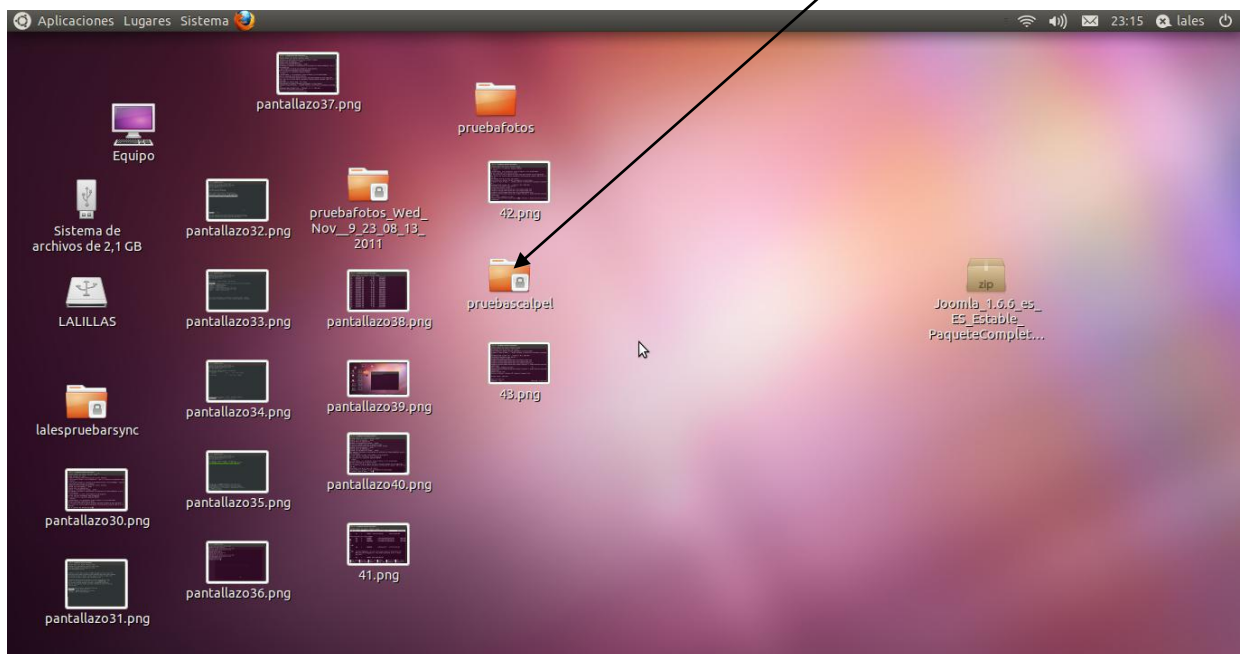 Aplicaciones Lugares Sistema
23:15 lales
pantallazo37.png
pruebafotos
Equipo
Sistema de
archivos de 2,1 GB
pantallazo32.png
pruebafotos_Wed_
Nov__9_23_08_13_
2011
42.png
LALILLAS
pantallazo33.png
pantallazo38.png
pruebascalpel
zip
Joomla_1.6.6_es_
ES_Estable_
PaqueteComplet...
lalespruebarsync
pantallazo34.png
pantallazo39.png
43.png
pantallazo30.png
pantallazo35.png
pantallazo40.png
pantallazo31.png
pantallazo36.png
41.png